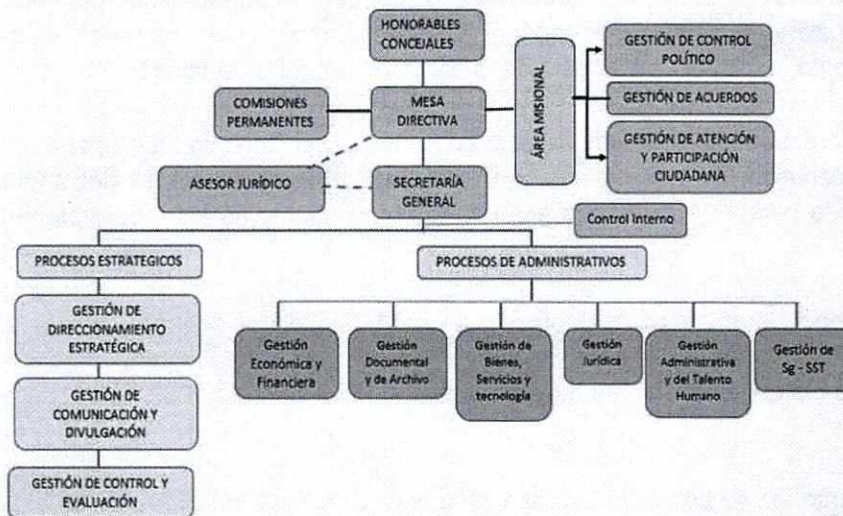 HONORABLES
CONCEJALES
COMISIONES
PERMANENTES
MESA
DIRECTIVA
ÁREA MISIONAL
GESTIÓN DE CONTROL
POLÍTICO
GESTIÓN DE ACUERDOS
GESTIÓN DE ATENCIÓN
Y PARTICIPACIÓN
CIUDADANA
ASESOR JURÍDICO
SECRETARÍA
GENERAL
Control Interno
PROCESOS ESTRATEGICOS
PROCESOS DE ADMINISTRATIVOS
GESTIÓN DE
DIRECCIONAMIENTO
ESTRATÉGICA
GESTIÓN DE
COMUNICACIÓN Y
DIVULGACIÓN
GESTIÓN DE CONTROL Y
EVALUACIÓN
Gestión
Económica y
Financiera
Gestión
Documental
y de Archivo
Gestión de
Bienes,
Servicios y
tecnología
Gestión
Jurídica
Gestión
Administrativa
y del Talento
Humano
Gestión de
Sg - SST